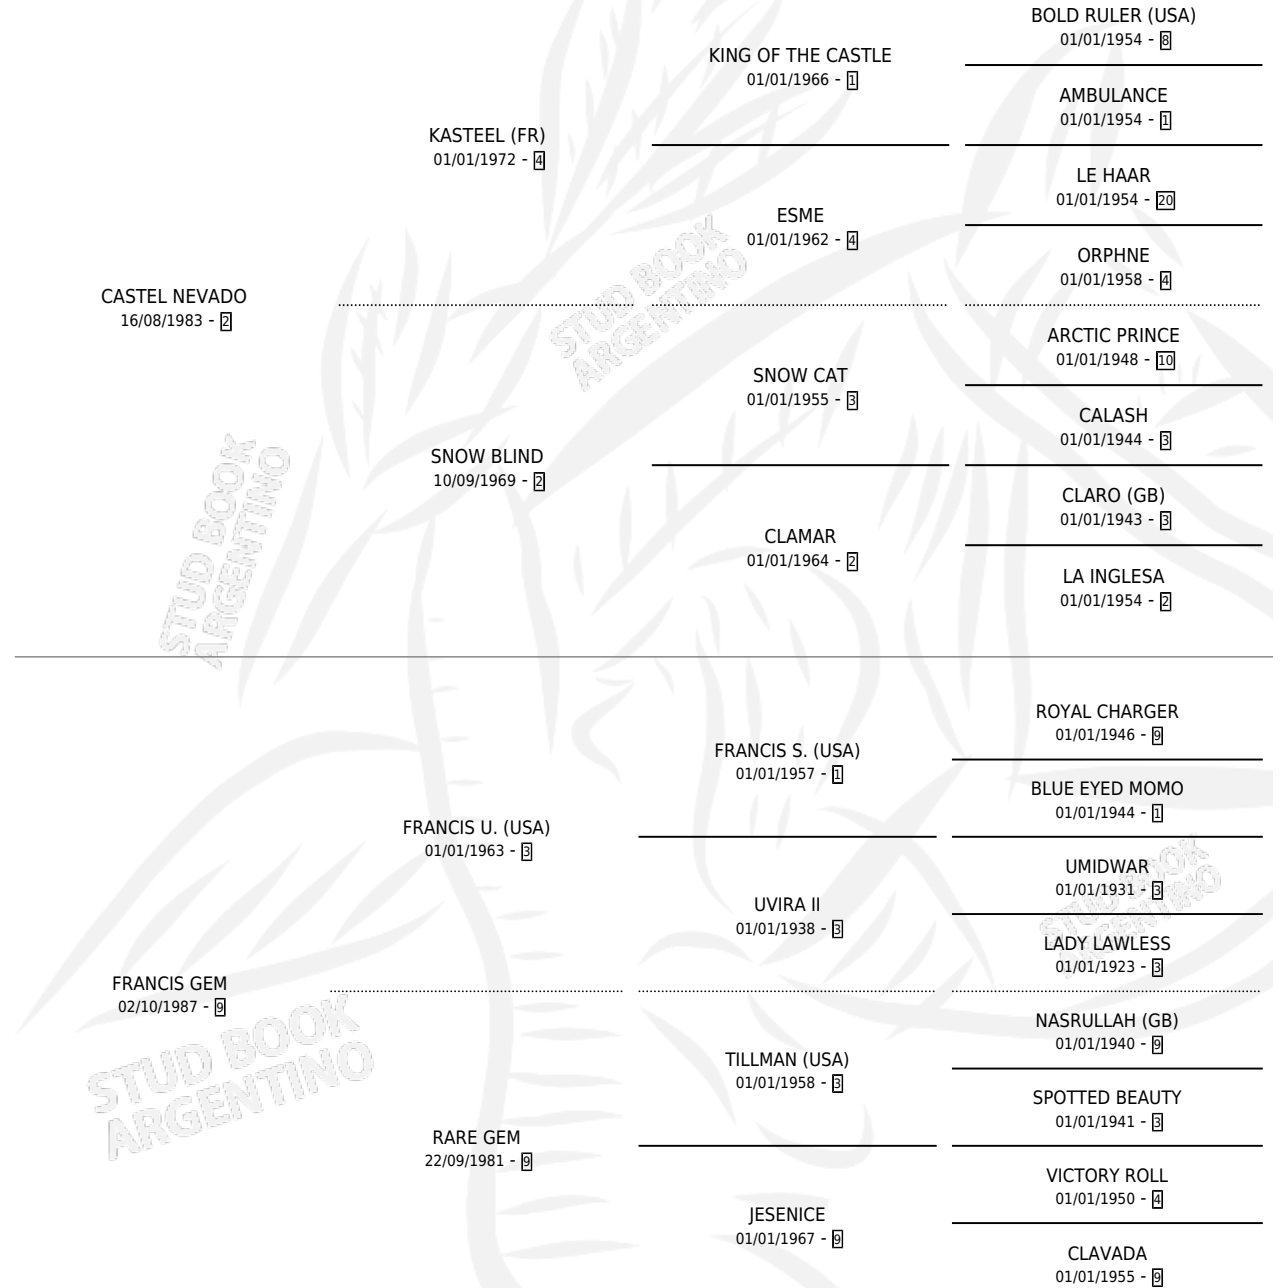 BOLD RULER (USA)
01/01/1954 - 8
KING OF THE CASTLE
01/01/1966 - 1
AMBULANCE
01/01/1954 - 1
KASTEEL (FR)
01/01/1972 - 4
LE HAAR
01/01/1954 - 20
ESME
01/01/1962 - 4
ORPHNE
01/01/1958 - 4
CASTEL NEVADO
16/08/1983 - 2
ARCTIC PRINCE
01/01/1948 - 10
SNOW CAT
01/01/1955 - 3
CALASH
01/01/1944 - 3
SNOW BLIND
10/09/1969 - 2
CLARO (GB)
01/01/1943 - 3
CLAMAR
01/01/1964 - 2
LA INGLESA
01/01/1954 - 2
ROYAL CHARGER
01/01/1946 - 9
FRANCIS S. (USA)
01/01/1957 - 1
BLUE EYED MOMO
01/01/1944 - 1
FRANCIS U. (USA)
01/01/1963 - 3
UMIDWAR
01/01/1931 - 3
UVIRA II
01/01/1938 - 3
LADY LAWLESS
01/01/1923 - 3
FRANCIS GEM
02/10/1987 - 9
NASRULLAH (GB)
01/01/1940 - 9
TILLMAN (USA)
01/01/1958 - 3
SPOTTED BEAUTY
01/01/1941 - 3
RARE GEM
22/09/1981 - 9
VICTORY ROLL
01/01/1950 - 4
JESENICE
01/01/1967 - 9
CLAVADA
01/01/1955 - 9
STUD BOOK
ARGENTINO
STUD BOOK
ARGENTINO
STUD BOOK
ARGENTINO
STUD BOOK
ARGENTINO